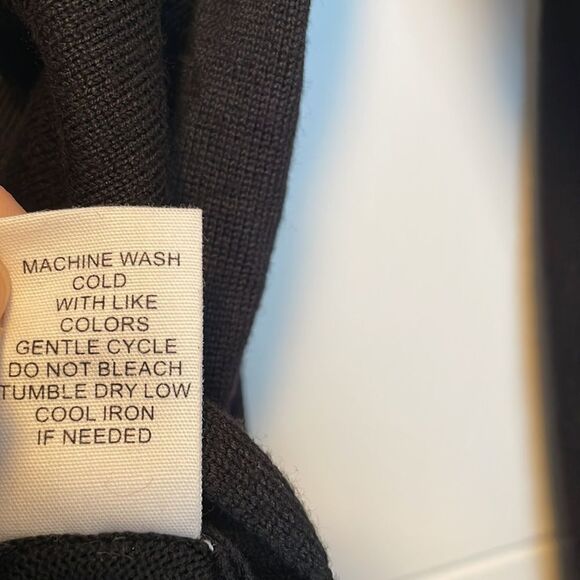 MACHINE WASH
COLD
WITH LIKE
COLORS
GENTLE CYCLE
DO NOT BLEACH
TUMBLE DRY LOW
COOL IRON
IF NEEDED